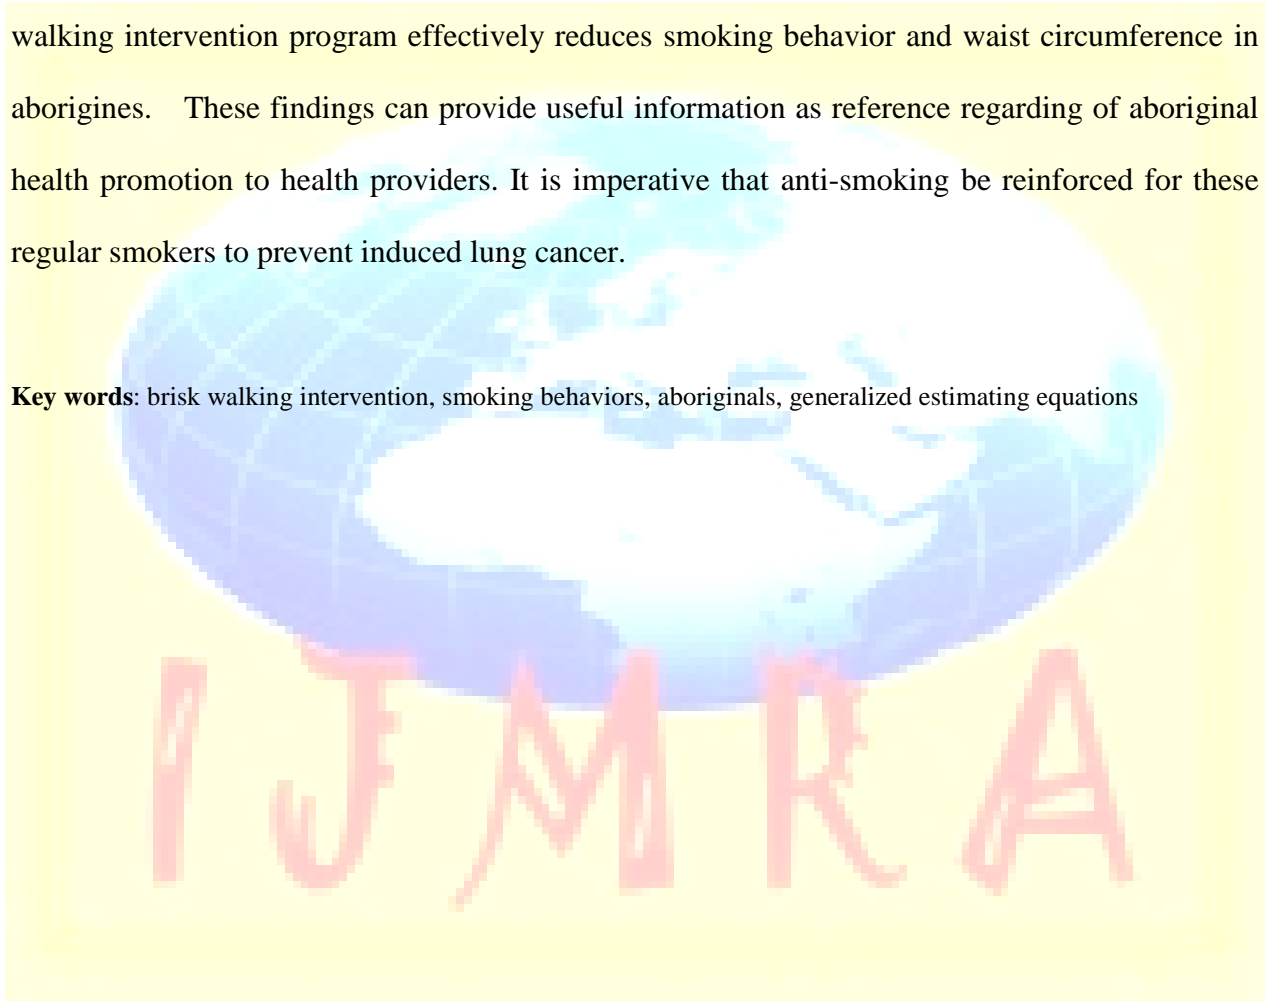 walking intervention program effectively reduces smoking behavior and waist circumference in
aborigines. These findings can provide useful information as reference regarding of aboriginal
health promotion to health providers. It is imperative that anti-smoking be reinforced for these
regular smokers to prevent induced lung cancer.
Key words: brisk walking intervention, smoking behaviors, aboriginals, generalized estimating equations
IJMRA